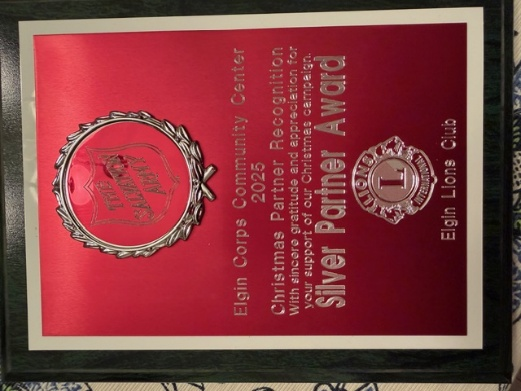 THE
SALVATION
ARMY
Elgin Corps Community Center
2025
Christmas Partner Recognition
With sincere gratitude and appreciation for
your support of our Christmas campaign.
Silver Partner Award
LIONS
L
INTERNATIONAL
Elgin Lions Club